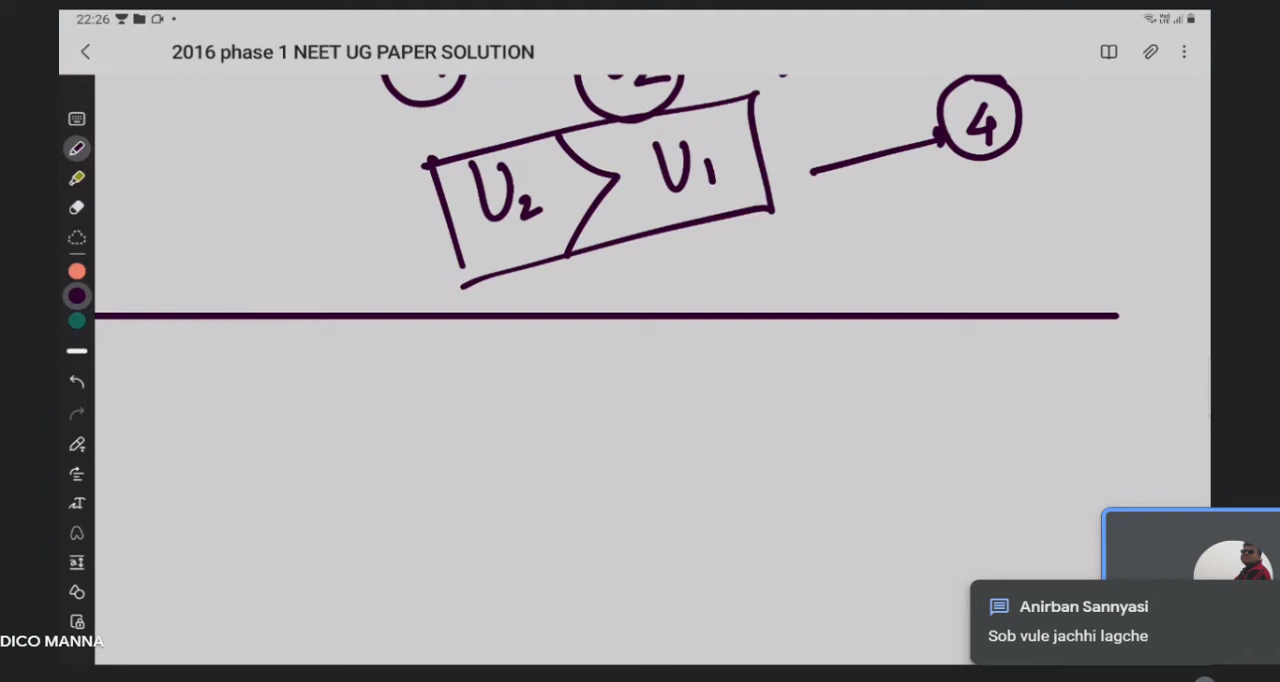 22:26
2016 phase 1 NEET UG PAPER SOLUTION
4
U2 > U1
DICO MANNA
Anirban Sannyasi
Sob vule jachhi lagche